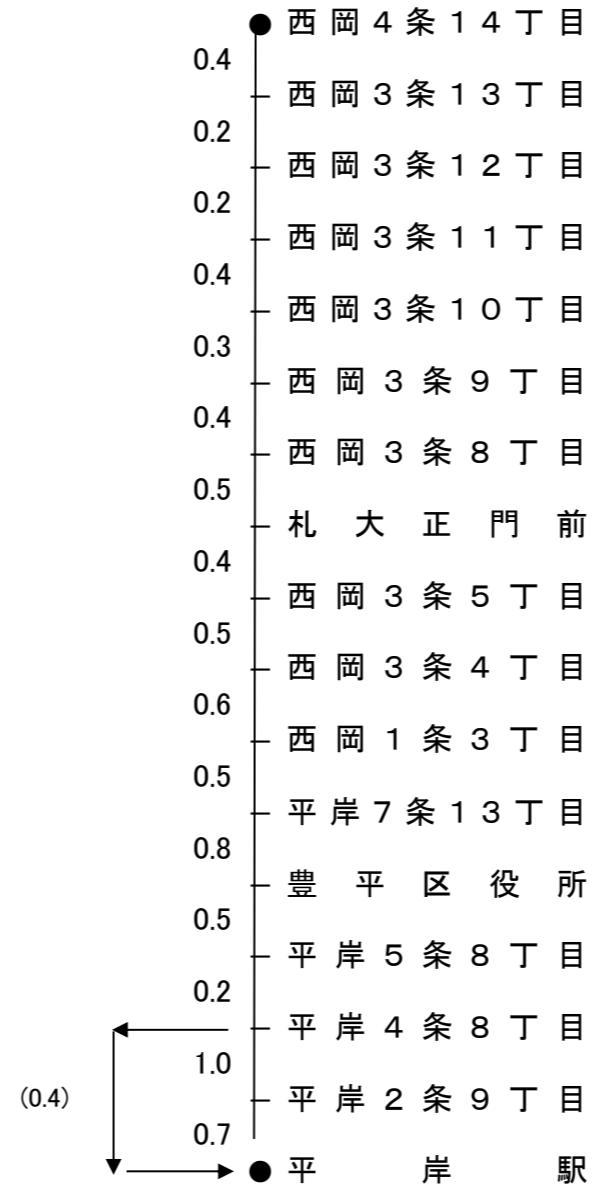 西岡４条１４丁目
0.4
西岡３条１３丁目
0.2
西岡３条１２丁目
0.2
西岡３条１１丁目
0.4
西岡３条１０丁目
0.3
西岡３条９丁目
0.4
西岡３条８丁目
0.5
札大正門前
0.4
西岡３条５丁目
0.5
西岡３条４丁目
0.6
西岡１条３丁目
0.5
平岸７条１３丁目
0.8
豊平区役所
0.5
平岸５条８丁目
0.2
平岸４条８丁目
1.0
(0.4)
平岸２条９丁目
0.7
平岸駅